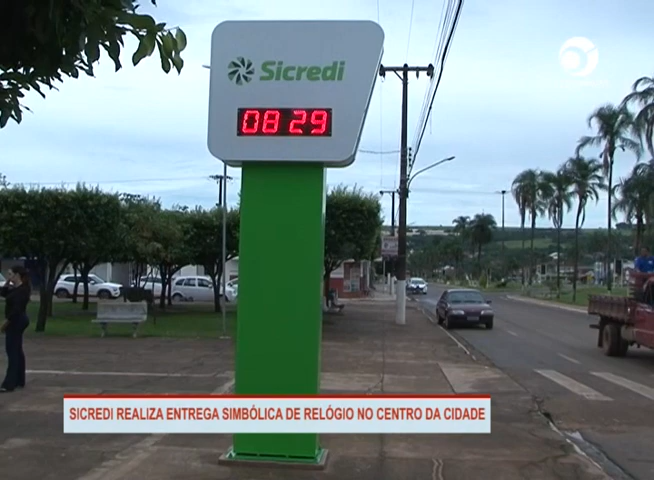 Sicredi
08 29
SICREDI REALIZA ENTREGA SIMBÓLICA DE RELÓGIO NO CENTRO DA CIDADE